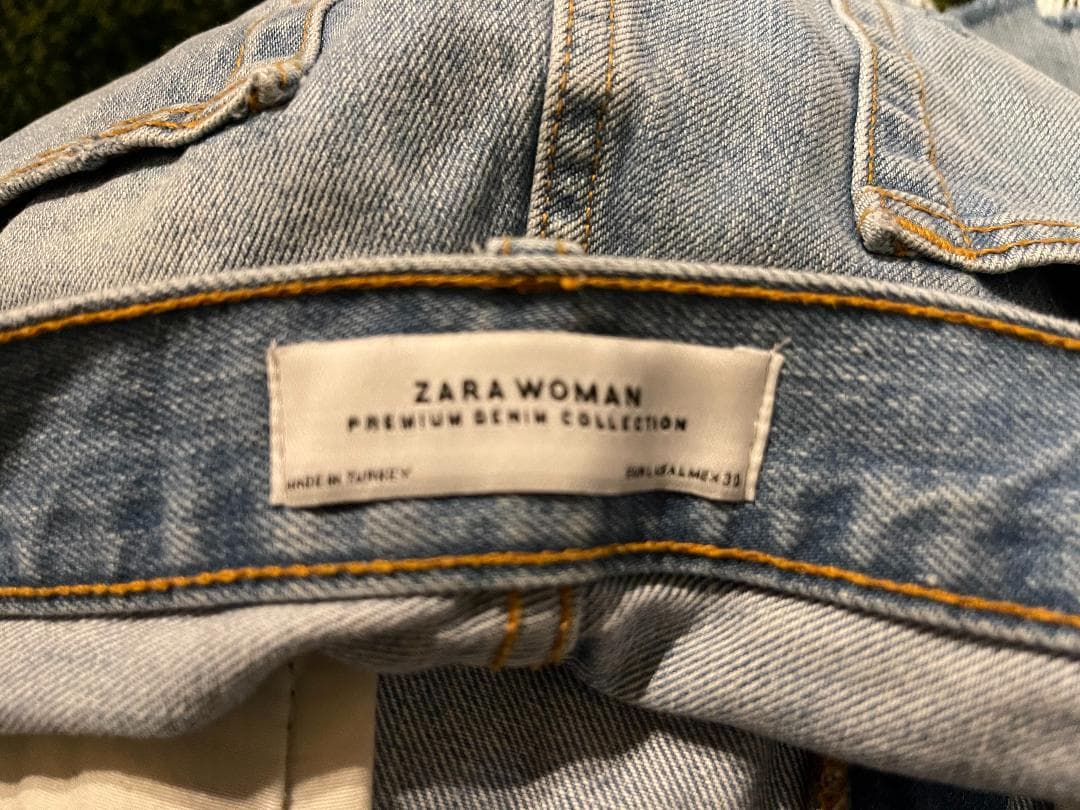 ZARA WOMAN
PREMIUM DENIM COLLECTION
MADE IN TURKEY